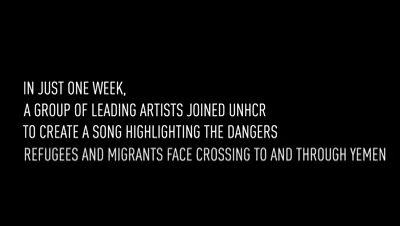 IN JUST ONE WEEK,
A GROUP OF LEADING ARTISTS JOINED UNHCR
TO CREATE A SONG HIGHLIGHTING THE DANGERS
REFUGEES AND MIGRANTS FACE CROSSING TO AND THROUGH YEMEN